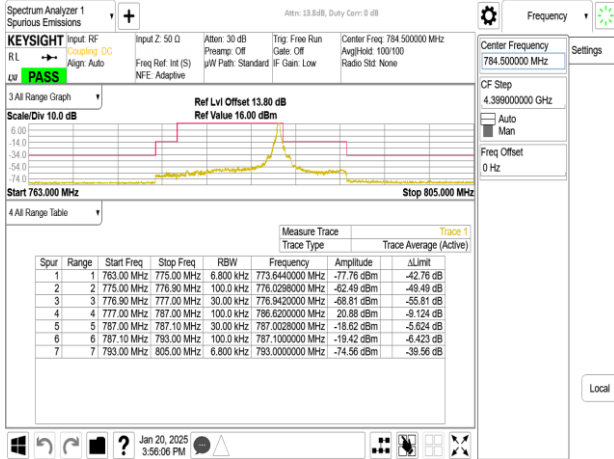 Spectrum Analyzer 1
Spurious Emissions
Attn: 13.8dB, Duty Corr: 0 dB
Frequency
KEYSIGHT
RL
LXI
PASS
Input: RF
Coupling: DC
Align: Auto
Input Z: 50 Ω
Freq Ref: Int (S)
NFE: Adaptive
Atten: 30 dB
Preamp: Off
µW Path: Standard
Trig: Free Run
Gate: Off
IF Gain: Low
Center Freq: 784.500000 MHz
Avg|Hold: 100/100
Radio Std: None
Center Frequency
784.500000 MHz
Settings
CF Step
4.399000000 GHz
Auto
Man
Freq Offset
0 Hz
3 All Range Graph
Scale/Div 10.0 dB
Ref Lvl Offset 13.80 dB
Ref Value 16.00 dBm
6.00
-14.0
-34.0
-54.0
-74.0
Start 763.000 MHz
Stop 805.000 MHz
4 All Range Table
Measure Trace Trace 1
Trace Type Trace Average (Active)
Spur Range Start Freq Stop Freq RBW Frequency Amplitude ΔLimit
1 1 763.00 MHz 775.00 MHz 6.800 kHz 773.6440000 MHz -77.76 dBm -42.76 dB
2 2 775.00 MHz 776.90 MHz 100.0 kHz 776.0298000 MHz -62.49 dBm -49.49 dB
3 3 776.90 MHz 777.00 MHz 30.00 kHz 776.9420000 MHz -68.81 dBm -55.81 dB
4 4 777.00 MHz 787.00 MHz 100.0 kHz 786.6200000 MHz 20.88 dBm -9.124 dB
5 5 787.00 MHz 787.10 MHz 30.00 kHz 787.0028000 MHz -18.62 dBm -5.624 dB
6 6 787.10 MHz 793.00 MHz 100.0 kHz 787.1000000 MHz -19.42 dBm -6.423 dB
7 7 793.00 MHz 805.00 MHz 6.800 kHz 793.0000000 MHz -74.56 dBm -39.56 dB
Local
?
Jan 20, 2025
3:56:06 PM